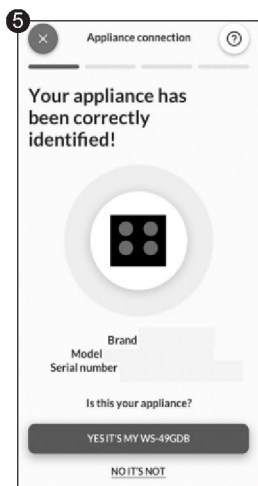 5
Appliance connection
Your appliance has
been correctly
identified!
Brand
Model
Serial number
Is this your appliance?
YES IT'S MY WS-49GDB
NO IT'S NOT